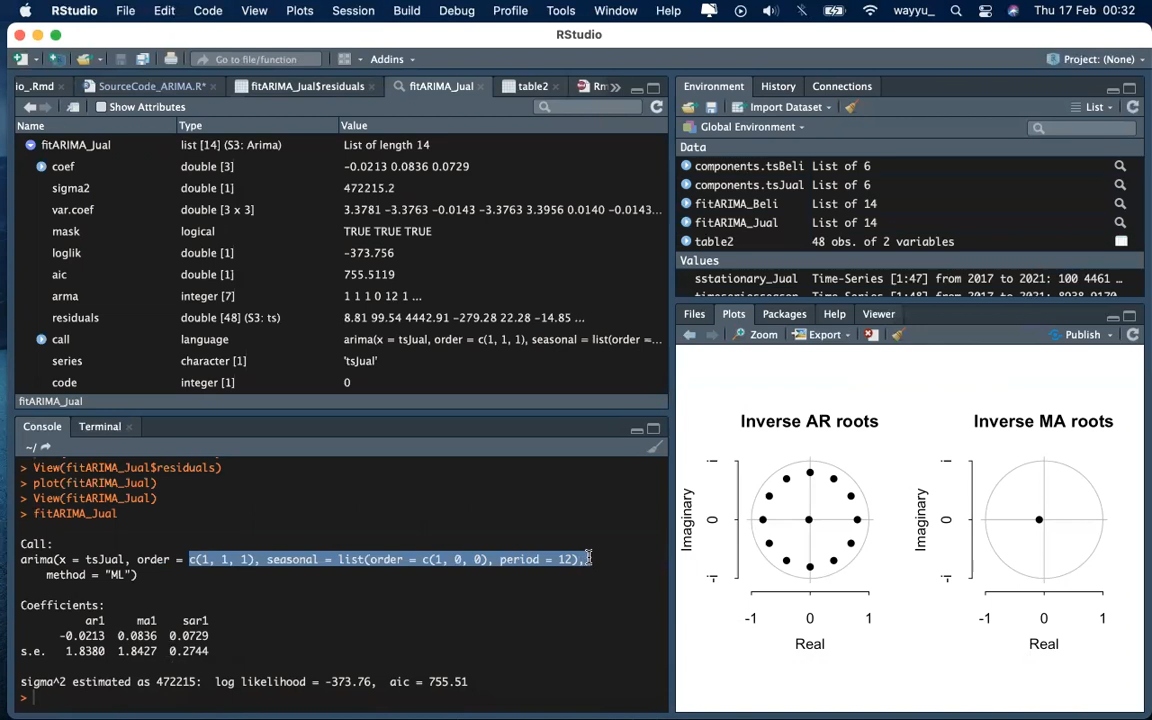 RStudio File Edit Code View Plots Session Build Debug Profile Tools Window Help wayyu_ Thu 17 Feb 00:32
RStudio
Go to file/function Addins Project: (None)
io_.Rmd SourceCode_ARIMA.R* fitARIMA_Jual$residuals fitARIMA_Jual table2 Rm
Show Attributes
Name Type Value
fitARIMA_Jual list [14] (S3: Arima) List of length 14
coef double [3] -0.0213 0.0836 0.0729
sigma2 double [1] 472215.2
var.coef double [3 x 3] 3.3781 -3.3763 -0.0143 -3.3763 3.3956 0.0140 -0.0143...
mask logical TRUE TRUE TRUE
loglik double [1] -373.756
aic double [1] 755.5119
arma integer [7] 1 1 1 0 12 1 ...
residuals double [48] (S3: ts) 8.81 99.54 4442.91 -279.28 22.28 -14.85 ...
call language arima(x = tsJual, order = c(1, 1, 1), seasonal = list(order =...
series character [1] 'tsJual'
code integer [1] 0
fitARIMA_Jual
Console Terminal
~/
> View(fitARIMA_Jual$residuals)
> plot(fitARIMA_Jual)
> View(fitARIMA_Jual)
> fitARIMA_Jual
Call:
arima(x = tsJual, order = c(1, 1, 1), seasonal = list(order = c(1, 0, 0), period = 12),
method = "ML")
Coefficients:
ar1 ma1 sar1
-0.0213 0.0836 0.0729
s.e. 1.8380 1.8427 0.2744
sigma^2 estimated as 472215: log likelihood = -373.76, aic = 755.51
>
Environment History Connections
Import Dataset List
Global Environment
Data
components.tsBeli List of 6
components.tsJual List of 6
fitARIMA_Beli List of 14
fitARIMA_Jual List of 14
table2 48 obs. of 2 variables
Values
sstationary_Jual Time-Series [1:47] from 2017 to 2021: 100 4461 ...
Files Plots Packages Help Viewer
Zoom Export Publish
Inverse AR roots Inverse MA roots
Imaginary Imaginary
i i
0 0
-i -i
-1 0 1 -1 0 1
Real Real